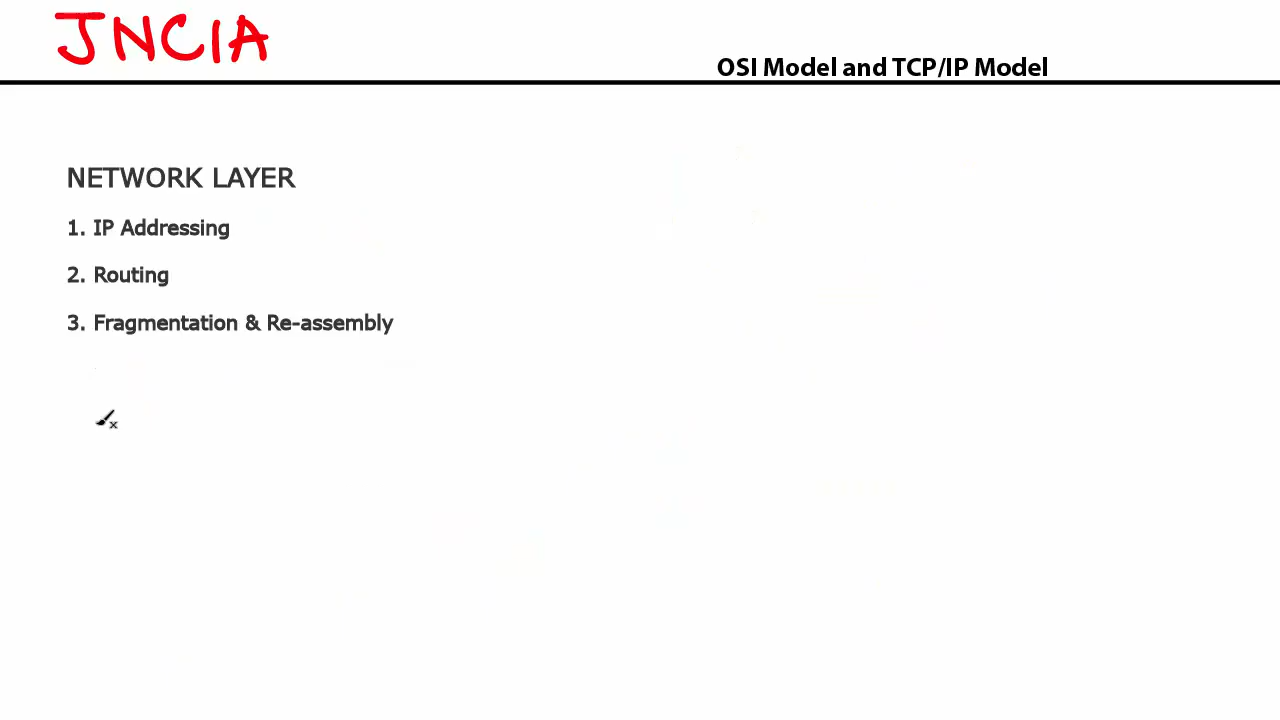 JNCIA
OSI Model and TCP/IP Model
NETWORK LAYER
1. IP Addressing
2. Routing
3. Fragmentation & Re-assembly